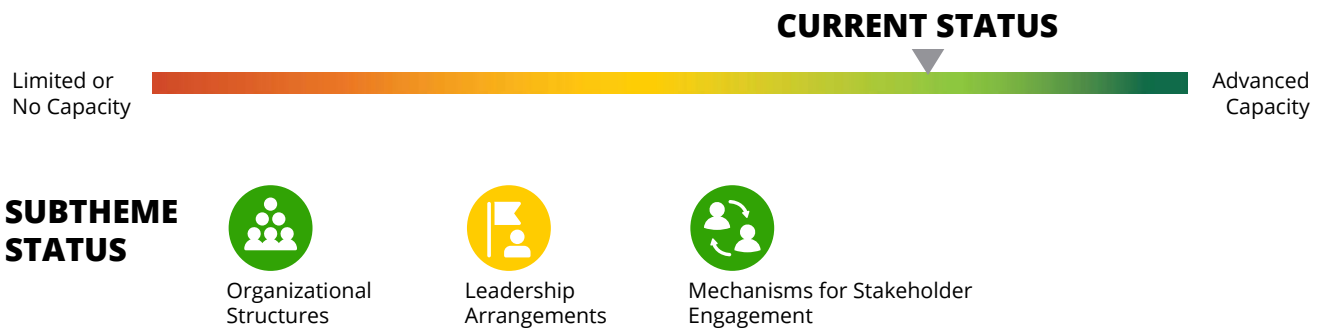 CURRENT STATUS
Limited or
No Capacity
Advanced
Capacity
SUBTHEME
STATUS
Organizational
Structures
Leadership
Arrangements
Mechanisms for Stakeholder
Engagement